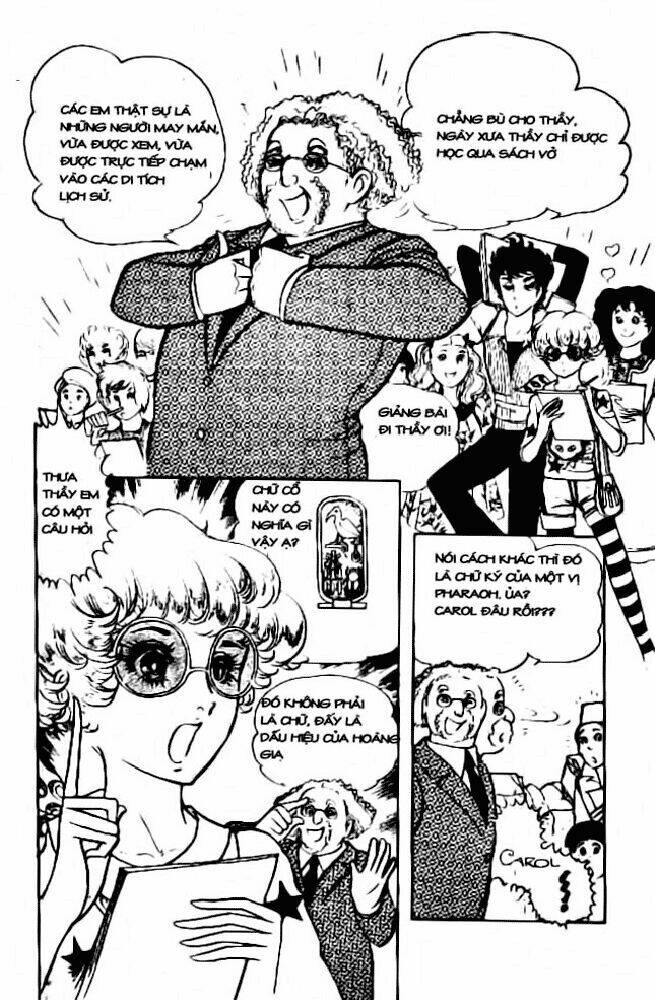 CÁC EM THẬT SỰ LÀ
NHỮNG NGƯỜI MAY MẮN,
VỪA ĐƯỢC XEM, VỪA
ĐƯỢC TRỰC TIẾP CHẠM
VÀO CÁC DI TÍCH
LỊCH SỬ.
CHẲNG BÙ CHO THẦY,
NGÀY XƯA THẦY CHỈ ĐƯỢC
HỌC QUA SÁCH VỞ
GIẢNG BÀI
ĐI THẦY ƠI!
THƯA
THẦY EM
CÓ MỘT
CÂU HỎI
CHỮ CỔ
NÀY CÓ
NGHĨA GÌ
VẬY Ạ?
ĐÓ KHÔNG PHẢI
LÀ CHỮ, ĐẤY LÀ
DẤU HIỆU CỦA HOÀNG
GIA
NÓI CÁCH KHÁC THÌ ĐÓ
LÀ CHỮ KÝ CỦA MỘT VỊ
PHARAOH. ỦA?
CAROL ĐÂU RỒI???
CAROL